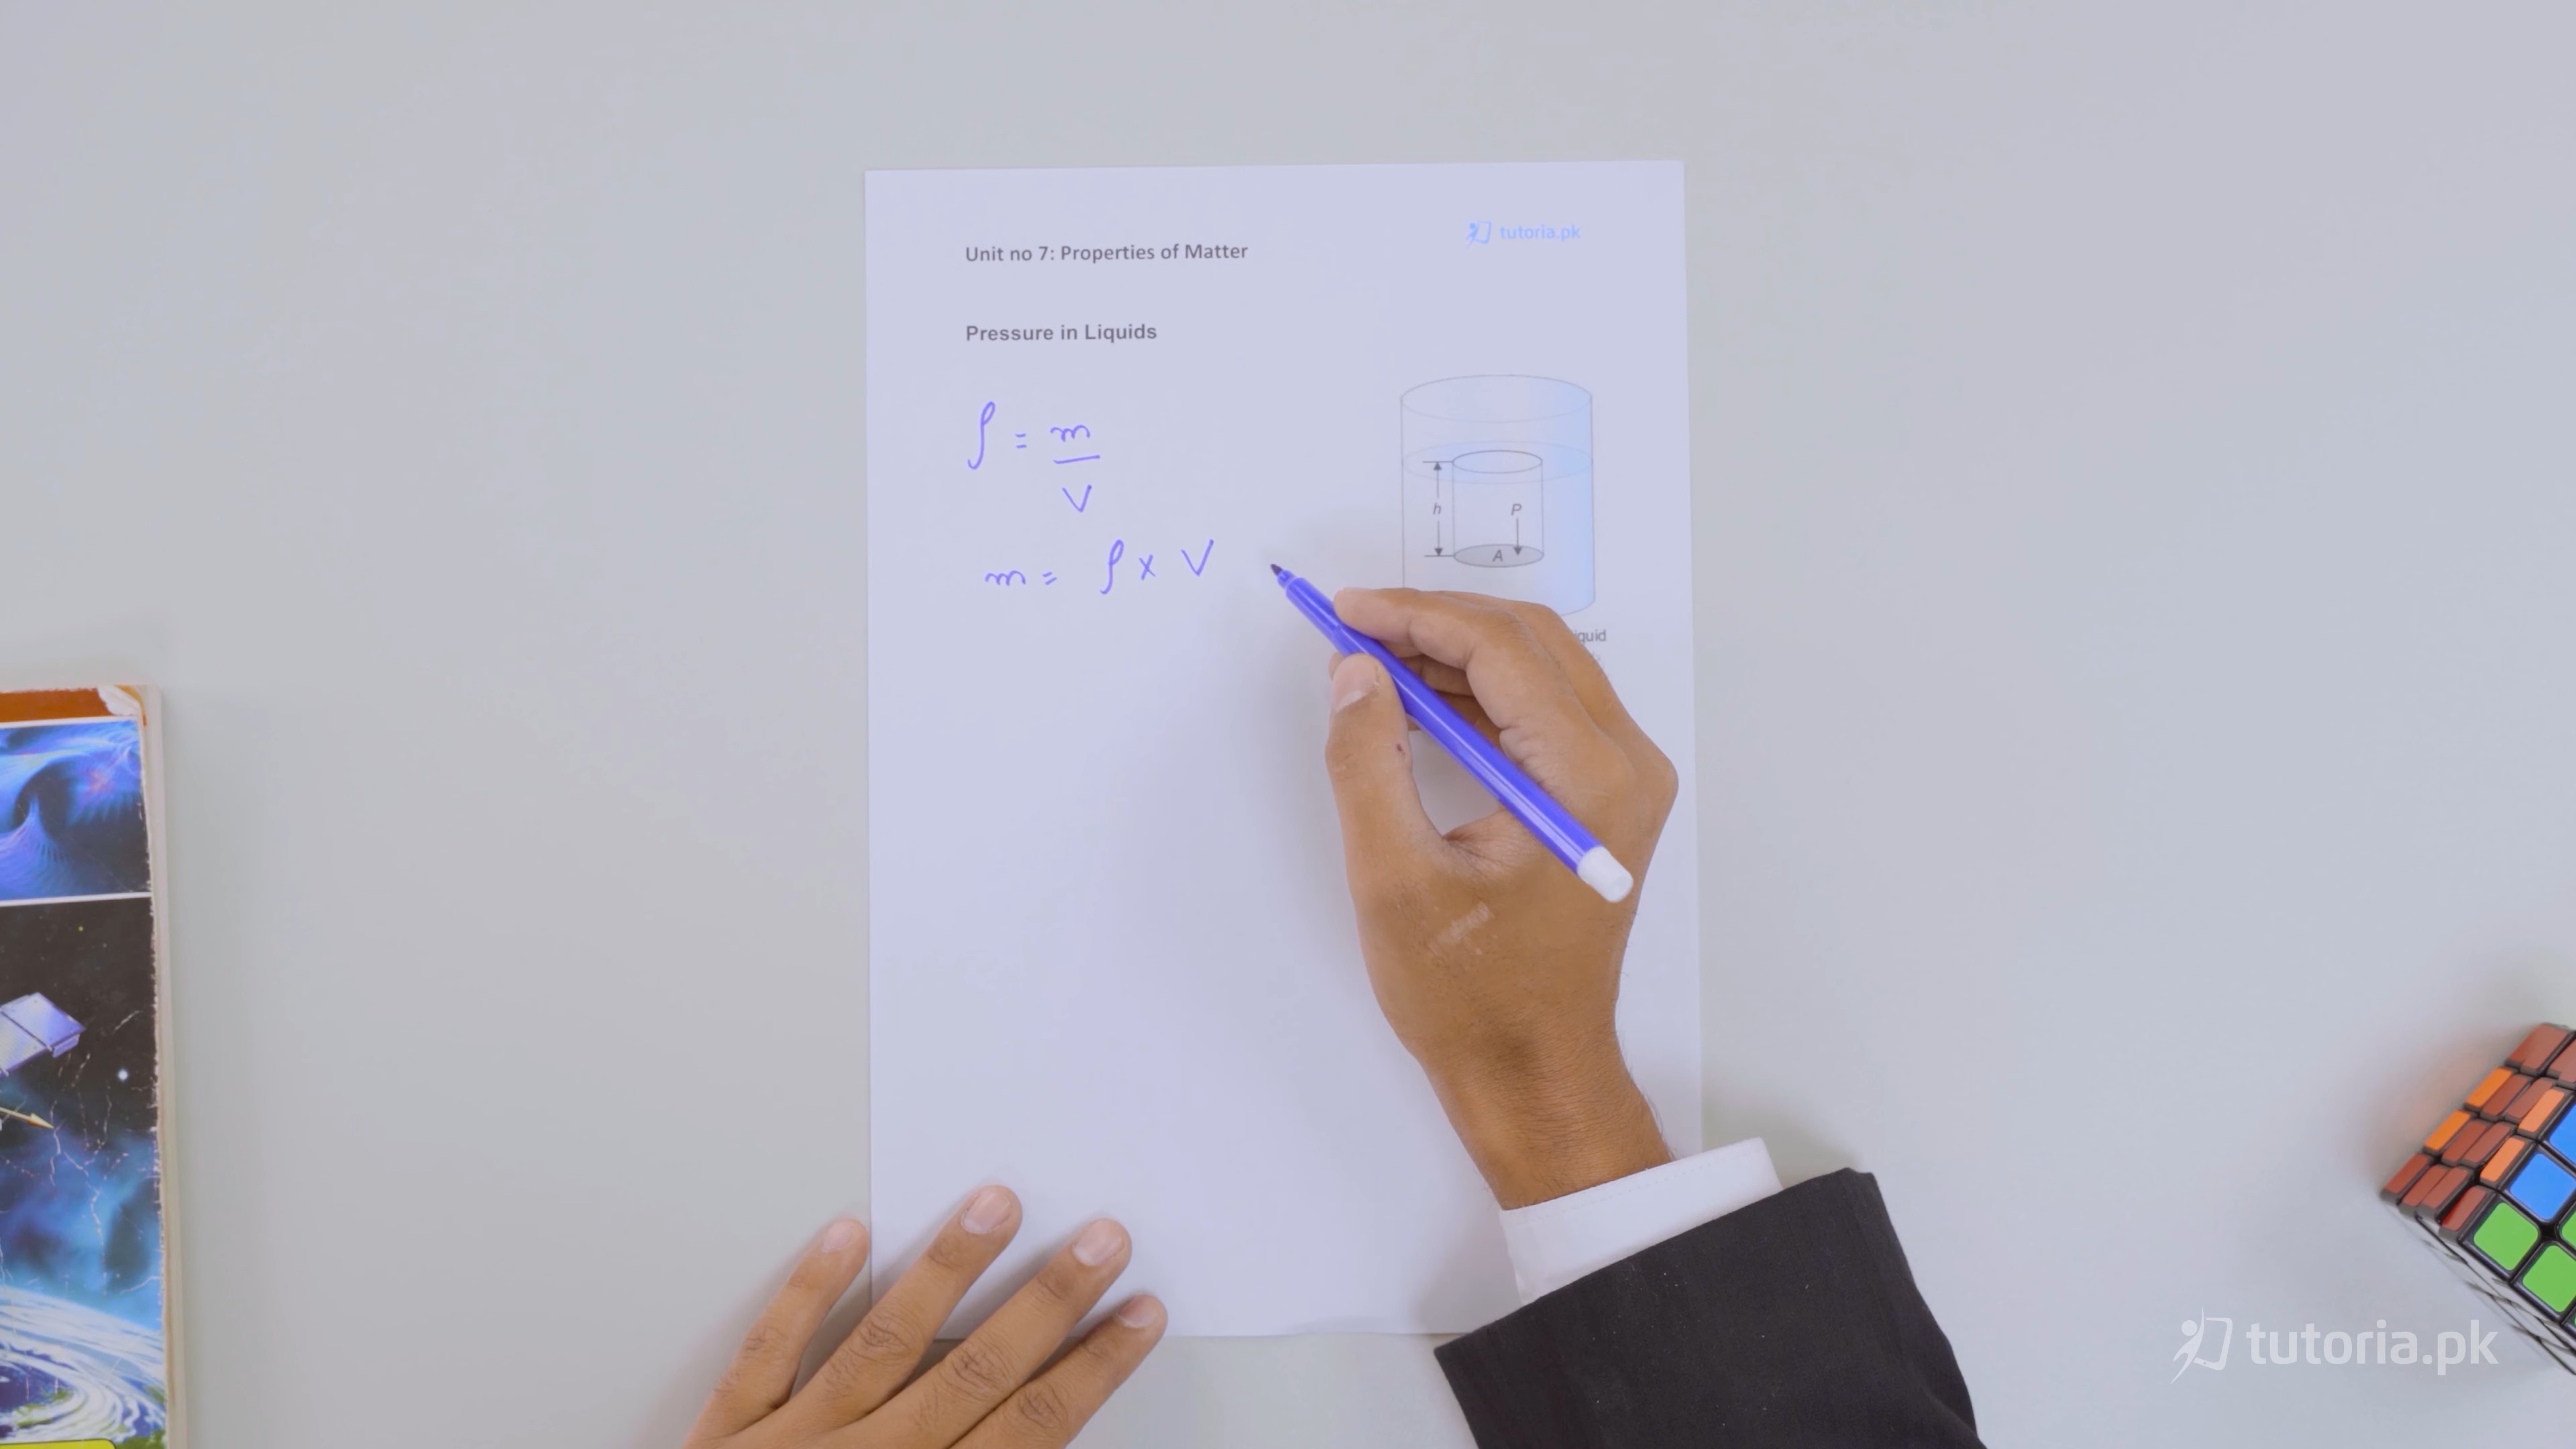 tutoria.pk
Unit no 7: Properties of Matter
Pressure in Liquids
ρ = m
V
m = ρ x V
h
P
A
tutoria.pk